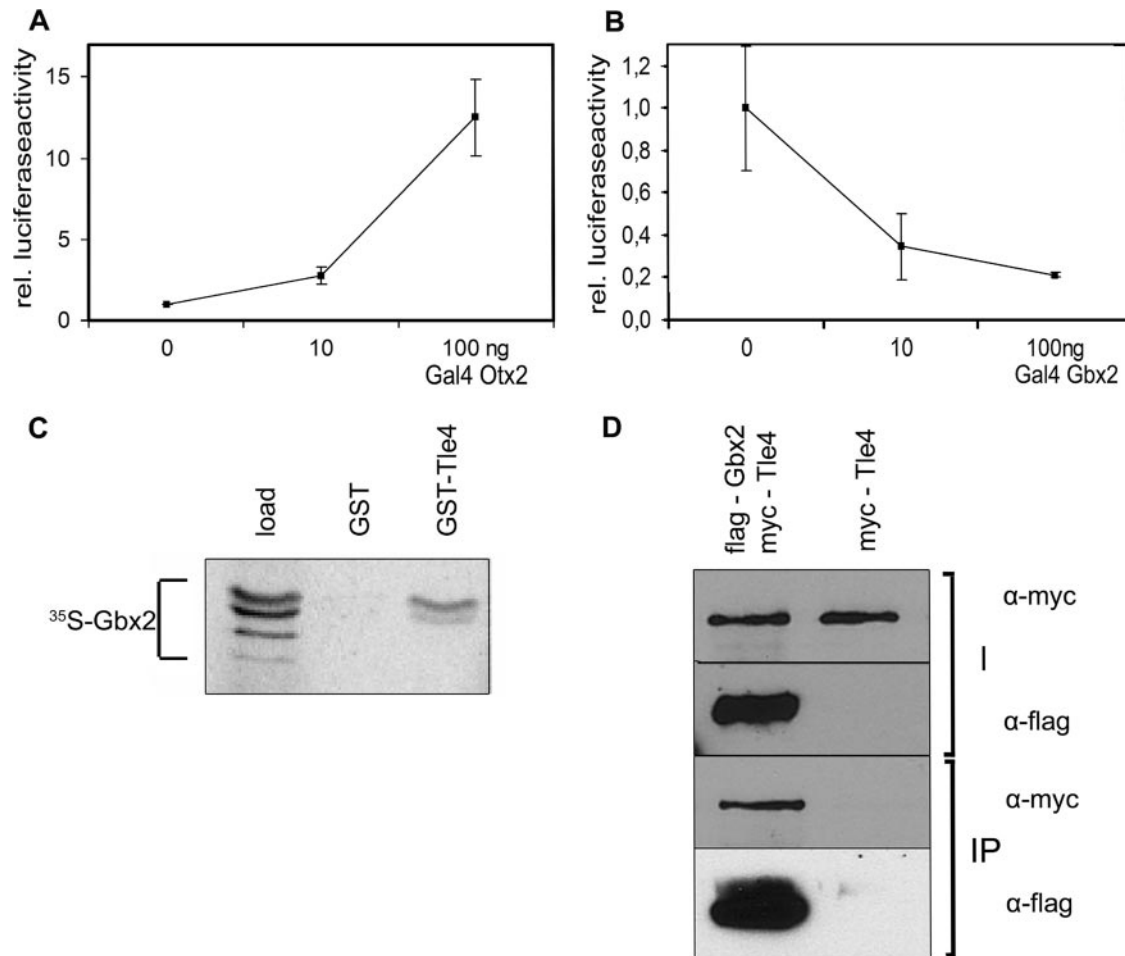 A
rel. luciferaseactivity
15
10
5
0
0
10
100 ng
Gal4 Otx2
B
rel. luciferaseactivity
1,2
1,0
0,8
0,6
0,4
0,2
0,0
0
10
100ng
Gal4 Gbx2
C
load
GST
GST-Tle4
35S-Gbx2
D
flag - Gbx2
myc - Tle4
myc - Tle4
α-myc
I
α-flag
α-myc
IP
α-flag